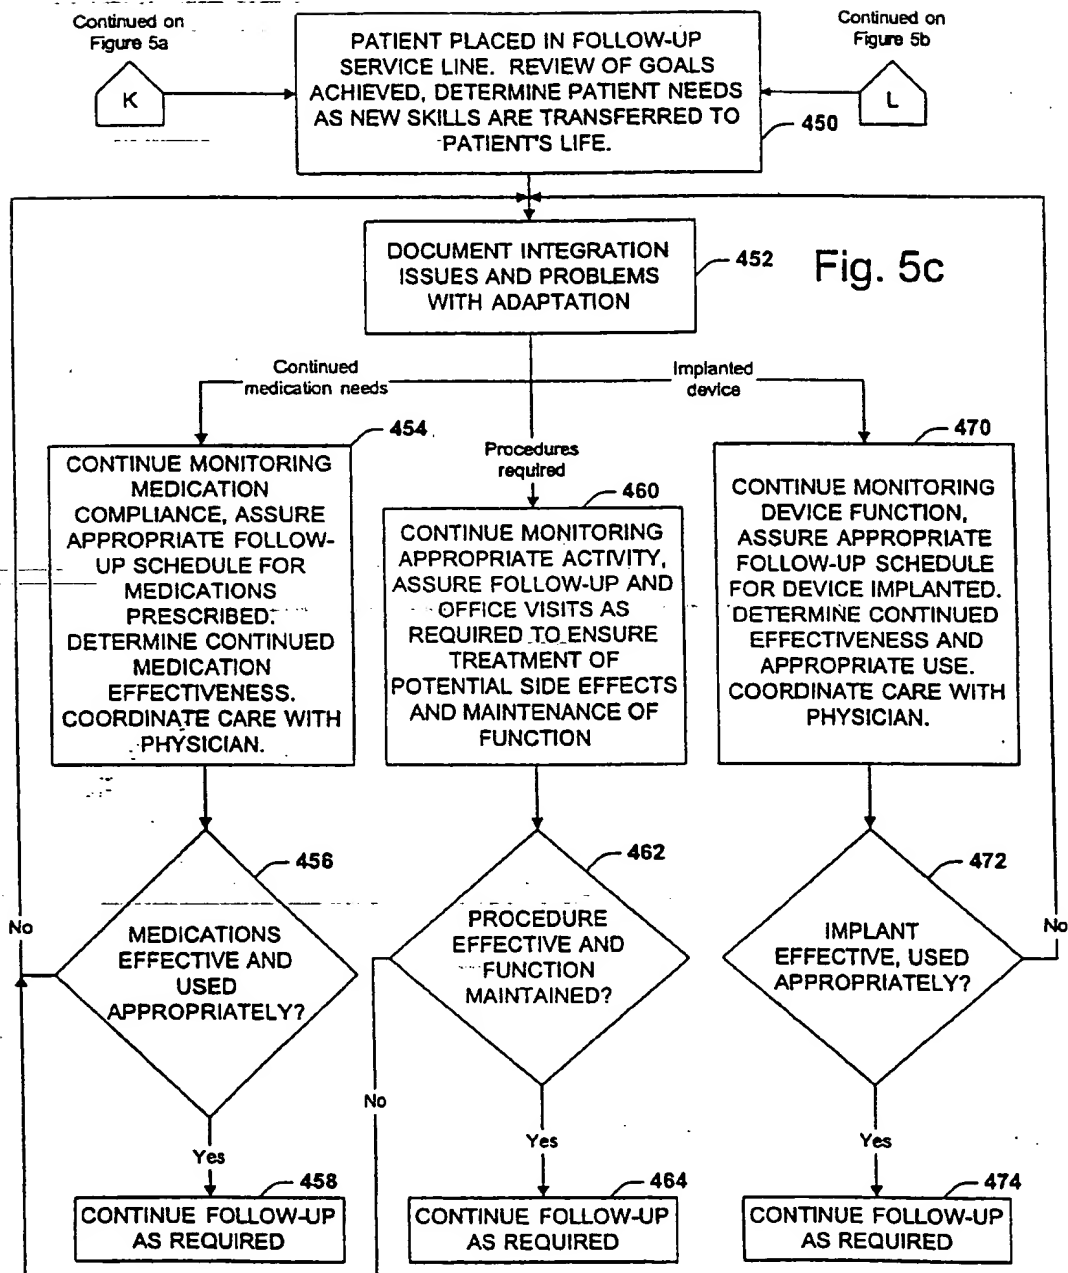 Continued on
Figure 5a
K
PATIENT PLACED IN FOLLOW-UP
SERVICE LINE. REVIEW OF GOALS
ACHIEVED, DETERMINE PATIENT NEEDS
AS NEW SKILLS ARE TRANSFERRED TO
PATIENT'S LIFE.
450
Continued on
Figure 5b
L
DOCUMENT INTEGRATION
ISSUES AND PROBLEMS
WITH ADAPTATION
452
Fig. 5c
Continued
medication needs
Implanted
device
Procedures
required
454
CONTINUE MONITORING
MEDICATION
COMPLIANCE, ASSURE
APPROPRIATE FOLLOW-
UP SCHEDULE FOR
MEDICATIONS
PRESCRIBED.
DETERMINE CONTINUED
MEDICATION
EFFECTIVENESS.
COORDINATE CARE WITH
PHYSICIAN.
460
CONTINUE MONITORING
APPROPRIATE ACTIVITY,
ASSURE FOLLOW-UP AND
OFFICE VISITS AS
REQUIRED TO ENSURE
TREATMENT OF
POTENTIAL SIDE EFFECTS
AND MAINTENANCE OF
FUNCTION
470
CONTINUE MONITORING
DEVICE FUNCTION,
ASSURE APPROPRIATE
FOLLOW-UP SCHEDULE
FOR DEVICE IMPLANTED.
DETERMINE CONTINUED
EFFECTIVENESS AND
APPROPRIATE USE.
COORDINATE CARE WITH
PHYSICIAN.
456
No
MEDICATIONS
EFFECTIVE AND
USED
APPROPRIATELY?
462
PROCEDURE
EFFECTIVE AND
FUNCTION
MAINTAINED?
No
472
IMPLANT
EFFECTIVE, USED
APPROPRIATELY?
No
Yes
458
CONTINUE FOLLOW-UP
AS REQUIRED
Yes
464
CONTINUE FOLLOW-UP
AS REQUIRED
Yes
474
CONTINUE FOLLOW-UP
AS REQUIRED